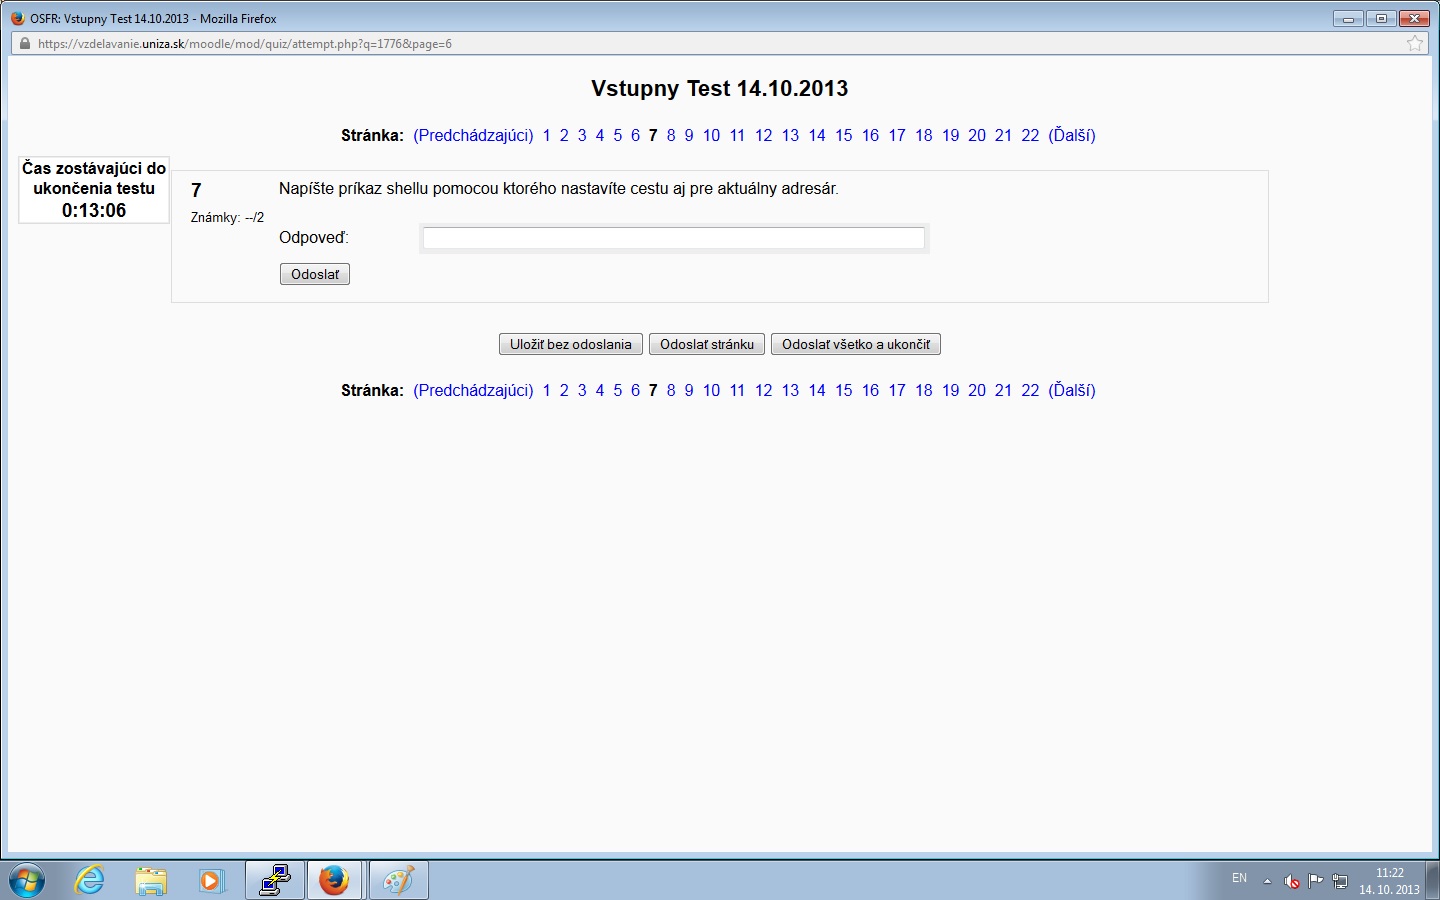 OSFR: Vstupny Test 14.10.2013 - Mozilla Firefox
https://vzdelavanie.uniza.sk/moodle/mod/quiz/attempt.php?q=1776&page=6
Vstupny Test 14.10.2013
Stránka: (Predchádzajúci) 1 2 3 4 5 6 7 8 9 10 11 12 13 14 15 16 17 18 19 20 21 22 (Ďalší)
Čas zostávajúci do
ukončenia testu
0:13:06
7
Známky: --/2
Napíšte príkaz shellu pomocou ktorého nastavíte cestu aj pre aktuálny adresár.
Odpoveď:
Odoslať
Uložiť bez odoslania Odoslať stránku Odoslať všetko a ukončiť
Stránka: (Predchádzajúci) 1 2 3 4 5 6 7 8 9 10 11 12 13 14 15 16 17 18 19 20 21 22 (Ďalší)
EN
11:22
14. 10. 2013